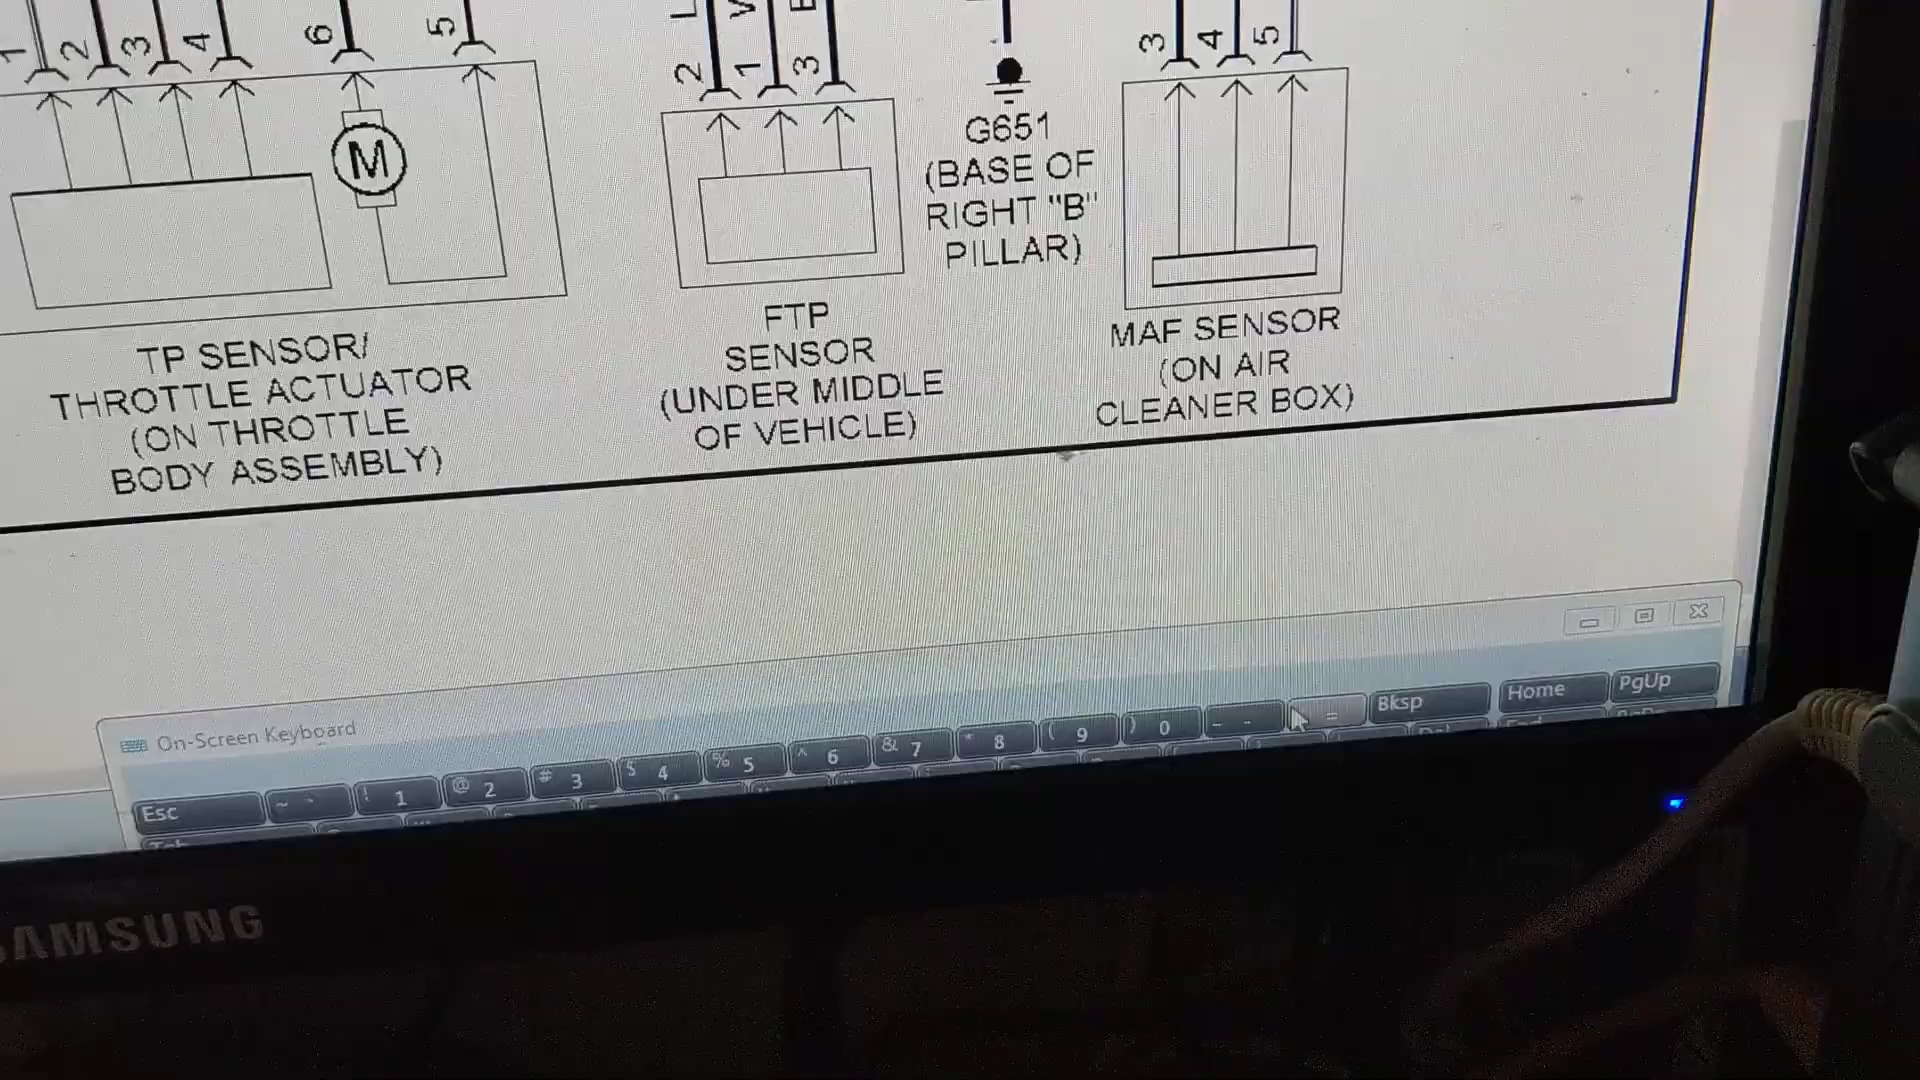 1 2 3 4 6 5
2 1 3
3 4 5
M
TP SENSOR/
THROTTLE ACTUATOR
(ON THROTTLE
BODY ASSEMBLY)
FTP
SENSOR
(UNDER MIDDLE
OF VEHICLE)
G651
(BASE OF
RIGHT "B"
PILLAR)
MAF SENSOR
(ON AIR
CLEANER BOX)
On-Screen Keyboard
Esc ~ ` ! 1 @ 2 # 3 $ 4 % 5 ^ 6 & 7 * 8 ( 9 ) 0 - = Bksp Home PgUp
SAMSUNG